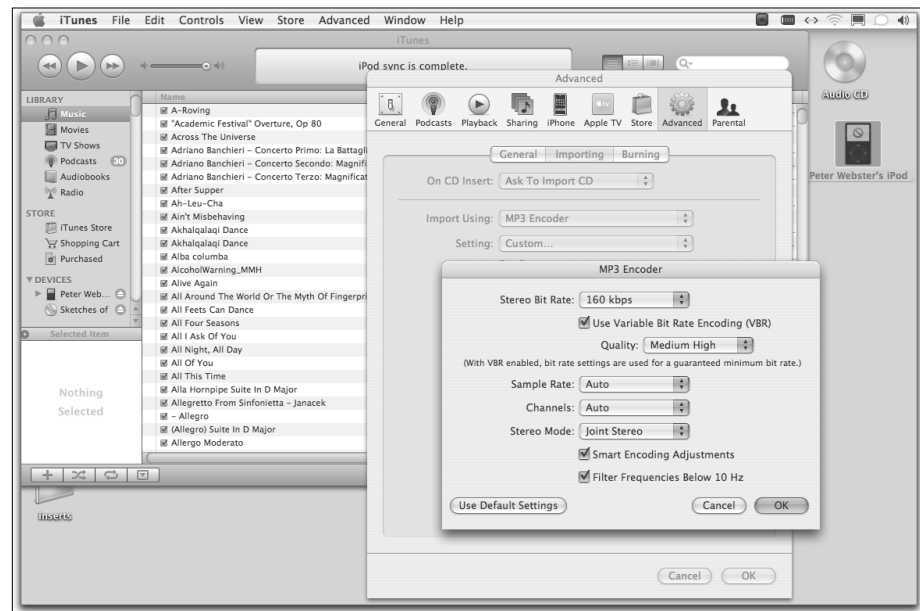 iTunes File Edit Controls View Store Advanced Window Help
iTunes
iPod sync is complete.
Audio CD
Peter Webster's iPod
LIBRARY
Music
Movies
TV Shows
Podcasts 30
Audiobooks
Radio
STORE
iTunes Store
Shopping Cart
Purchased
DEVICES
Peter Web...
Sketches of
Selected Item
Nothing
Selected
Name
A-Roving
"Academic Festival" Overture, Op 80
Across The Universe
Adriano Banchieri - Concerto Primo: La Battagl
Adriano Banchieri - Concerto Secondo: Magnifi
Adriano Banchieri - Concerto Terzo: Magnificat
After Supper
Ah-Leu-Cha
Ain't Misbehaving
Akhalqalaqi Dance
Akhalqalaqi Dance
Alba columba
AlcoholWarning_MMH
Alive Again
All Around The World Or The Myth Of Fingerpri
All Feets Can Dance
All Four Seasons
All I Ask Of You
All Night, All Day
All Of You
All This Time
Alla Hornpipe Suite In D Major
Allegretto From Sinfonietta - Janacek
- Allegro
(Allegro) Suite In D Major
Allergo Moderato
inserts
Advanced
General Podcasts Playback Sharing iPhone Apple TV Store Advanced Parental
General Importing Burning
On CD Insert: Ask To Import CD
Import Using: MP3 Encoder
Setting: Custom...
MP3 Encoder
Stereo Bit Rate: 160 kbps
Use Variable Bit Rate Encoding (VBR)
Quality: Medium High
(With VBR enabled, bit rate settings are used for a guaranteed minimum bit rate.)
Sample Rate: Auto
Channels: Auto
Stereo Mode: Joint Stereo
Smart Encoding Adjustments
Filter Frequencies Below 10 Hz
Use Default Settings Cancel OK
Cancel OK